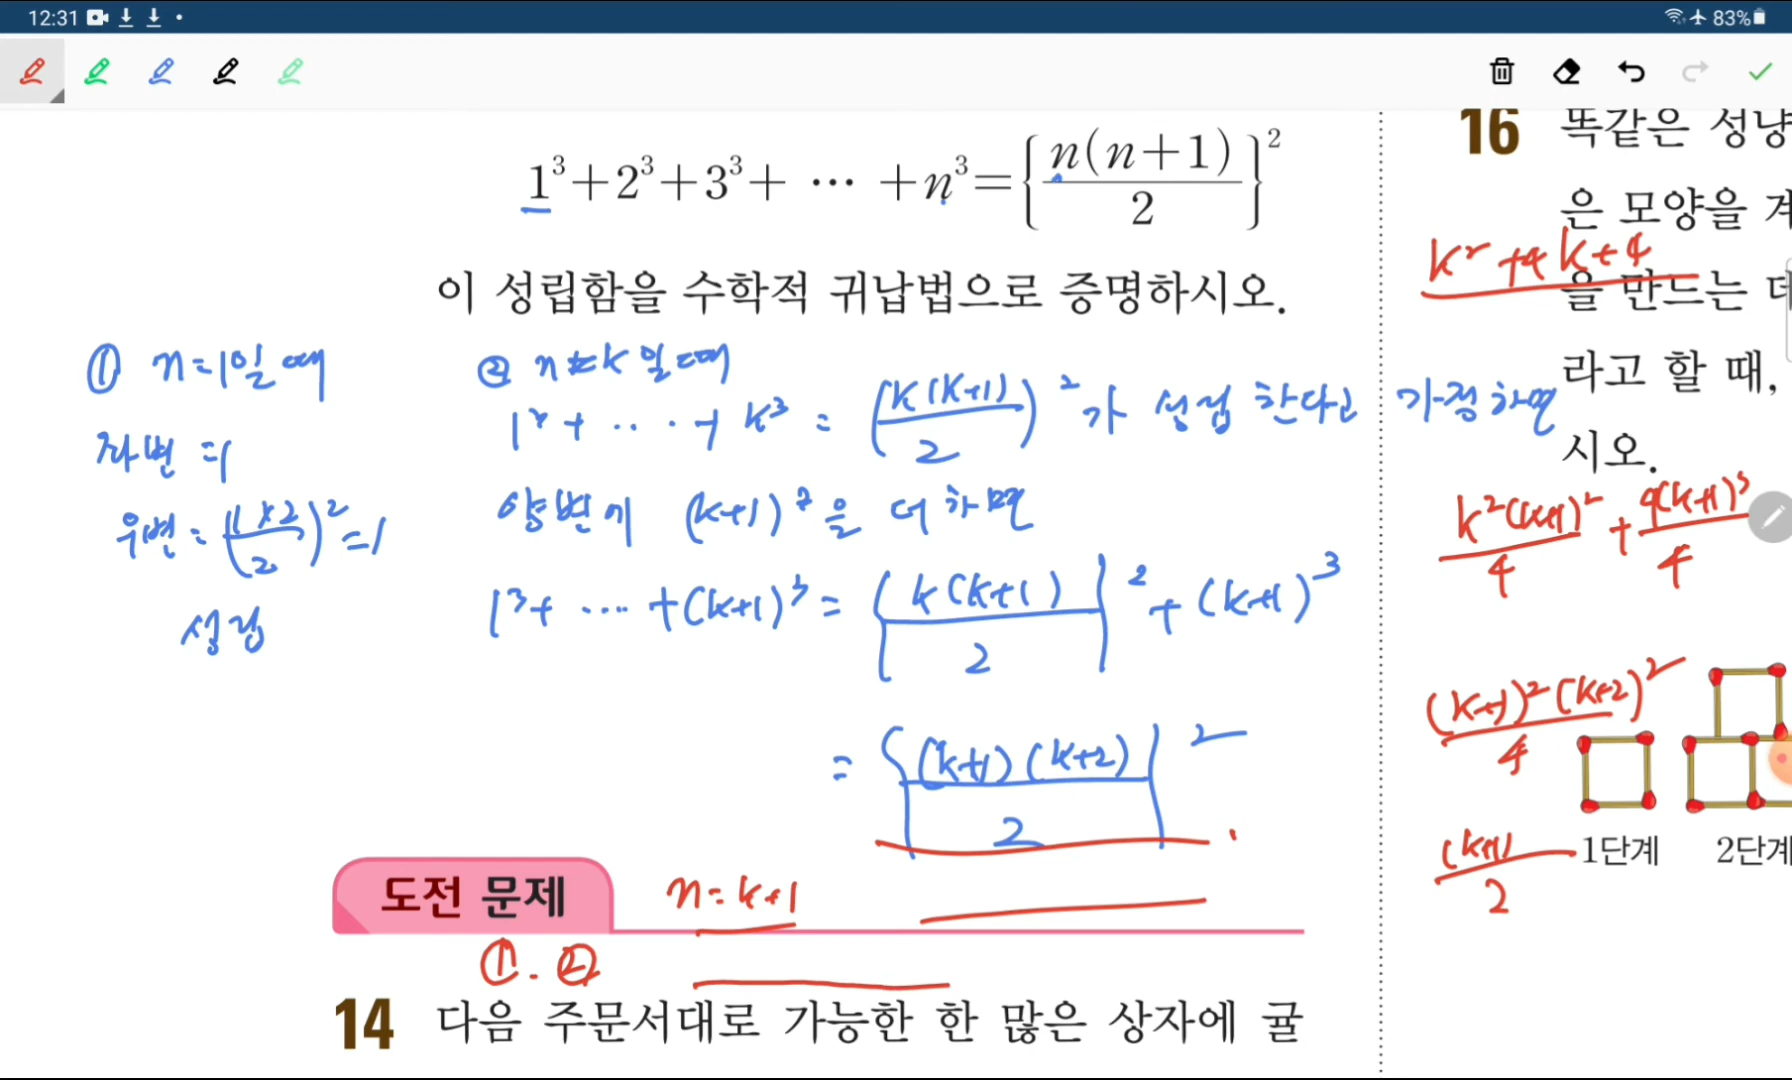 12:31
83%
1³+2³+3³+ ⋯ +n³={n(n+1)/2}²
이 성립함을 수학적 귀납법으로 증명하시오.
① n=1일 때
좌변 =1
우변 = (1×2/2)² =1
성립
② n=k 일 때
1³+ ⋯ + k³ = (k(k+1)/2)² 가 성립 한다고 가정하면
양변에 (k+1)³을 더하면
1³+ ⋯ +(k+1)³ = {k(k+1)/2}² + (k+1)³
= {(k+1)(k+2)/2}²
n=k+1
①. ②
도전 문제
14 다음 주문서대로 가능한 한 많은 상자에 귤
16 똑같은 성냥
은 모양을 계
k²+4k+4
을 만드는 데
라고 할 때,
시오.
k²(k+1)²/4 + 4(k+1)³/4
(k+1)²(k+2)²/4
(k+1)/2
1단계 2단계